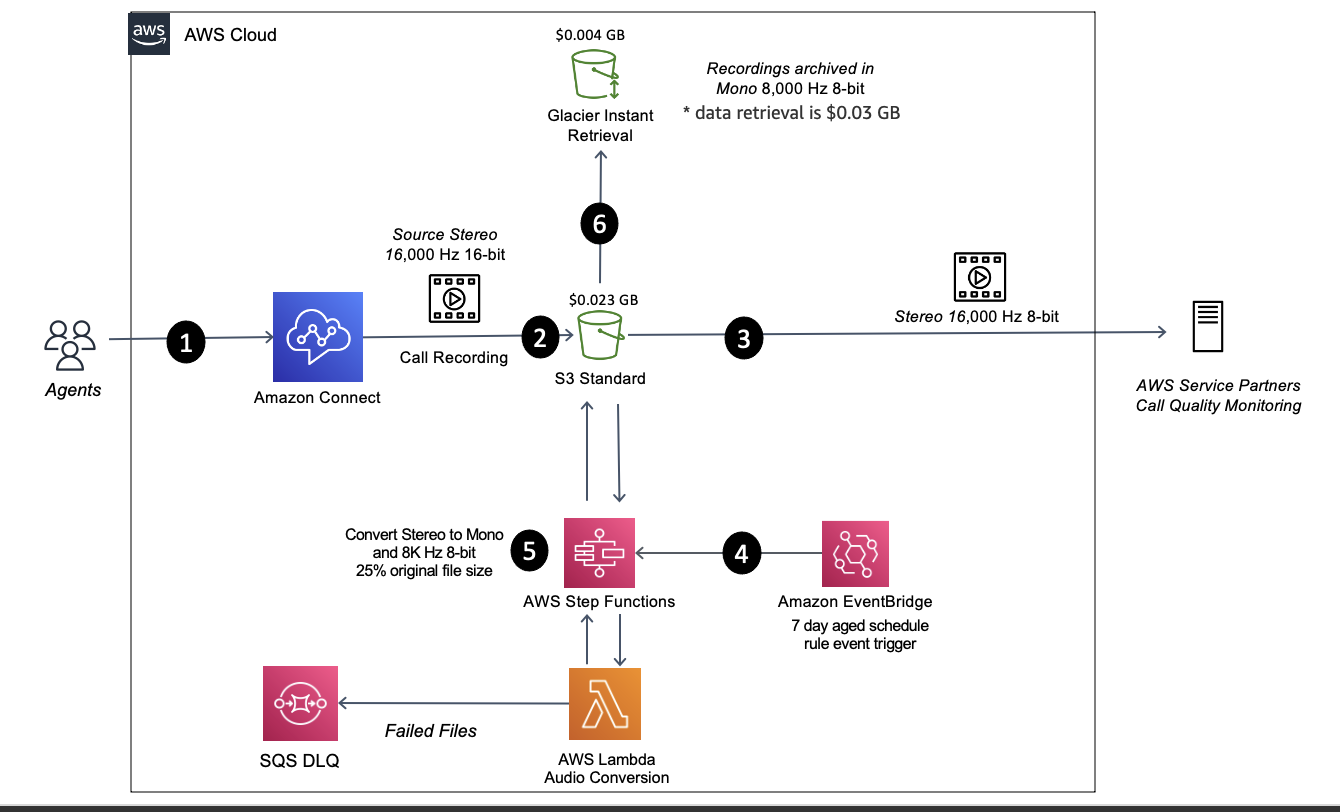 aws
AWS Cloud
$0.004 GB
Glacier Instant
Retrieval
Recordings archived in
Mono 8,000 Hz 8-bit
* data retrieval is $0.03 GB
6
Source Stereo
16,000 Hz 16-bit
Agents
1
Amazon Connect
Call Recording
2
$0.023 GB
S3 Standard
3
Stereo 16,000 Hz 8-bit
AWS Service Partners
Call Quality Monitoring
Convert Stereo to Mono
and 8K Hz 8-bit
25% original file size
5
AWS Step Functions
4
Amazon EventBridge
7 day aged schedule
rule event trigger
SQS DLQ
Failed Files
AWS Lambda
Audio Conversion